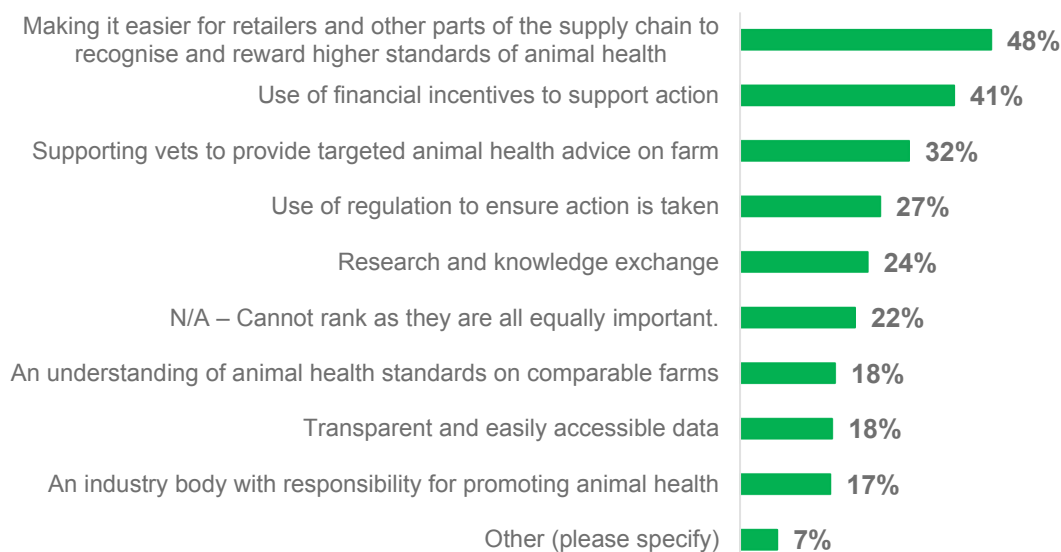 Making it easier for retailers and other parts of the supply chain to
recognise and reward higher standards of animal health
48%
Use of financial incentives to support action
41%
Supporting vets to provide targeted animal health advice on farm
32%
Use of regulation to ensure action is taken
27%
Research and knowledge exchange
24%
N/A – Cannot rank as they are all equally important.
22%
An understanding of animal health standards on comparable farms
18%
Transparent and easily accessible data
18%
An industry body with responsibility for promoting animal health
17%
Other (please specify)
7%